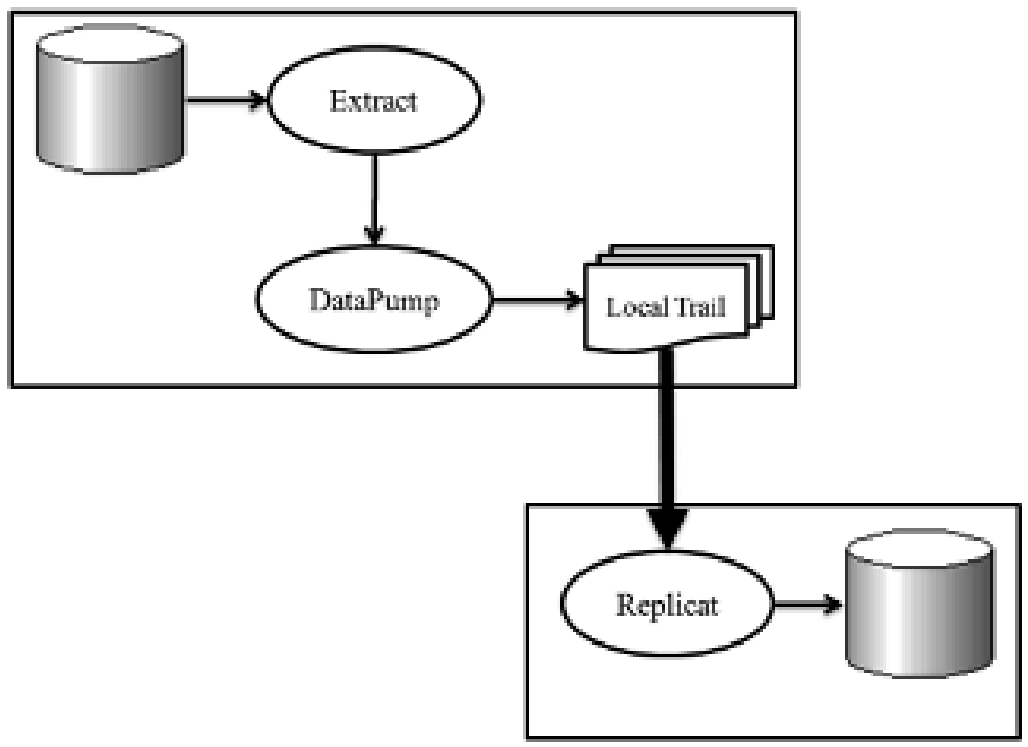 Extract
DataPump
Local Trail
Replicat